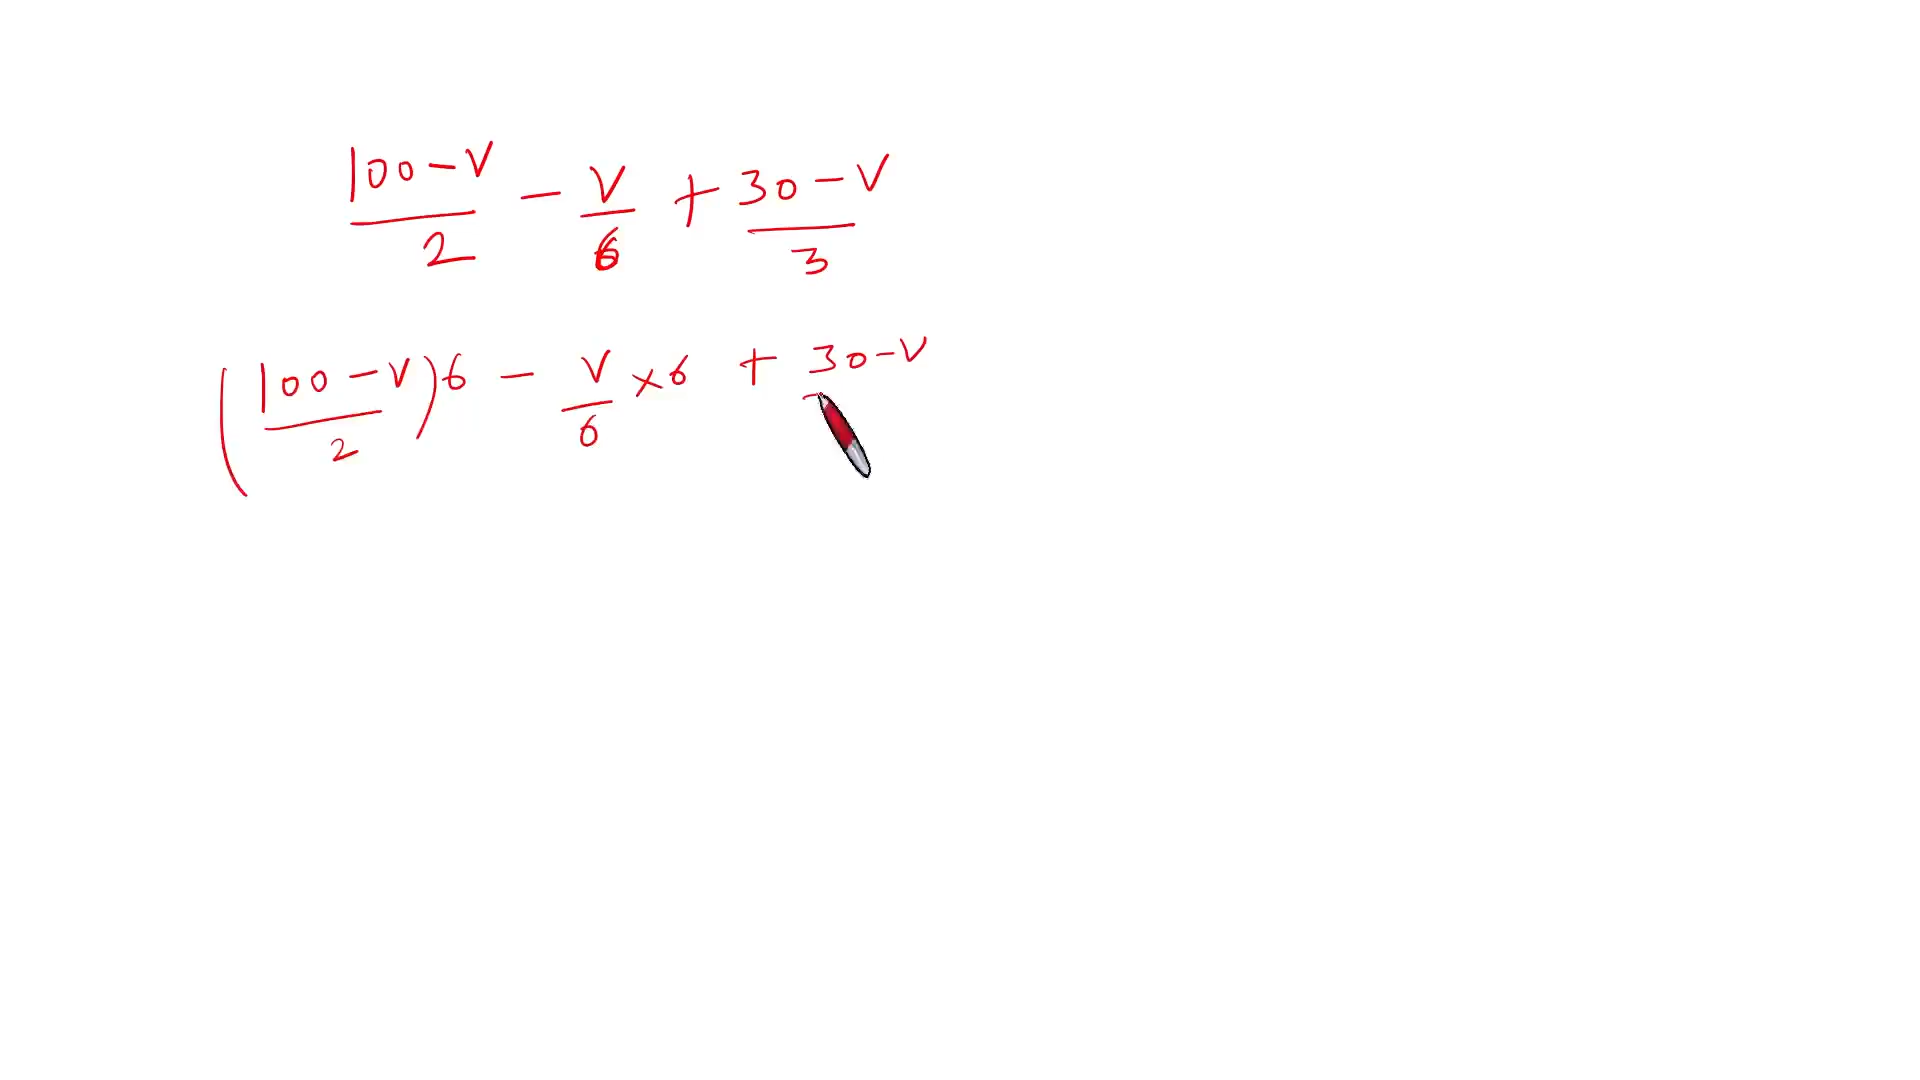 (100-V)/2 - V/6 + (30-V)/3
((100-V)/2)6 - V/6 ×6 + 30-V